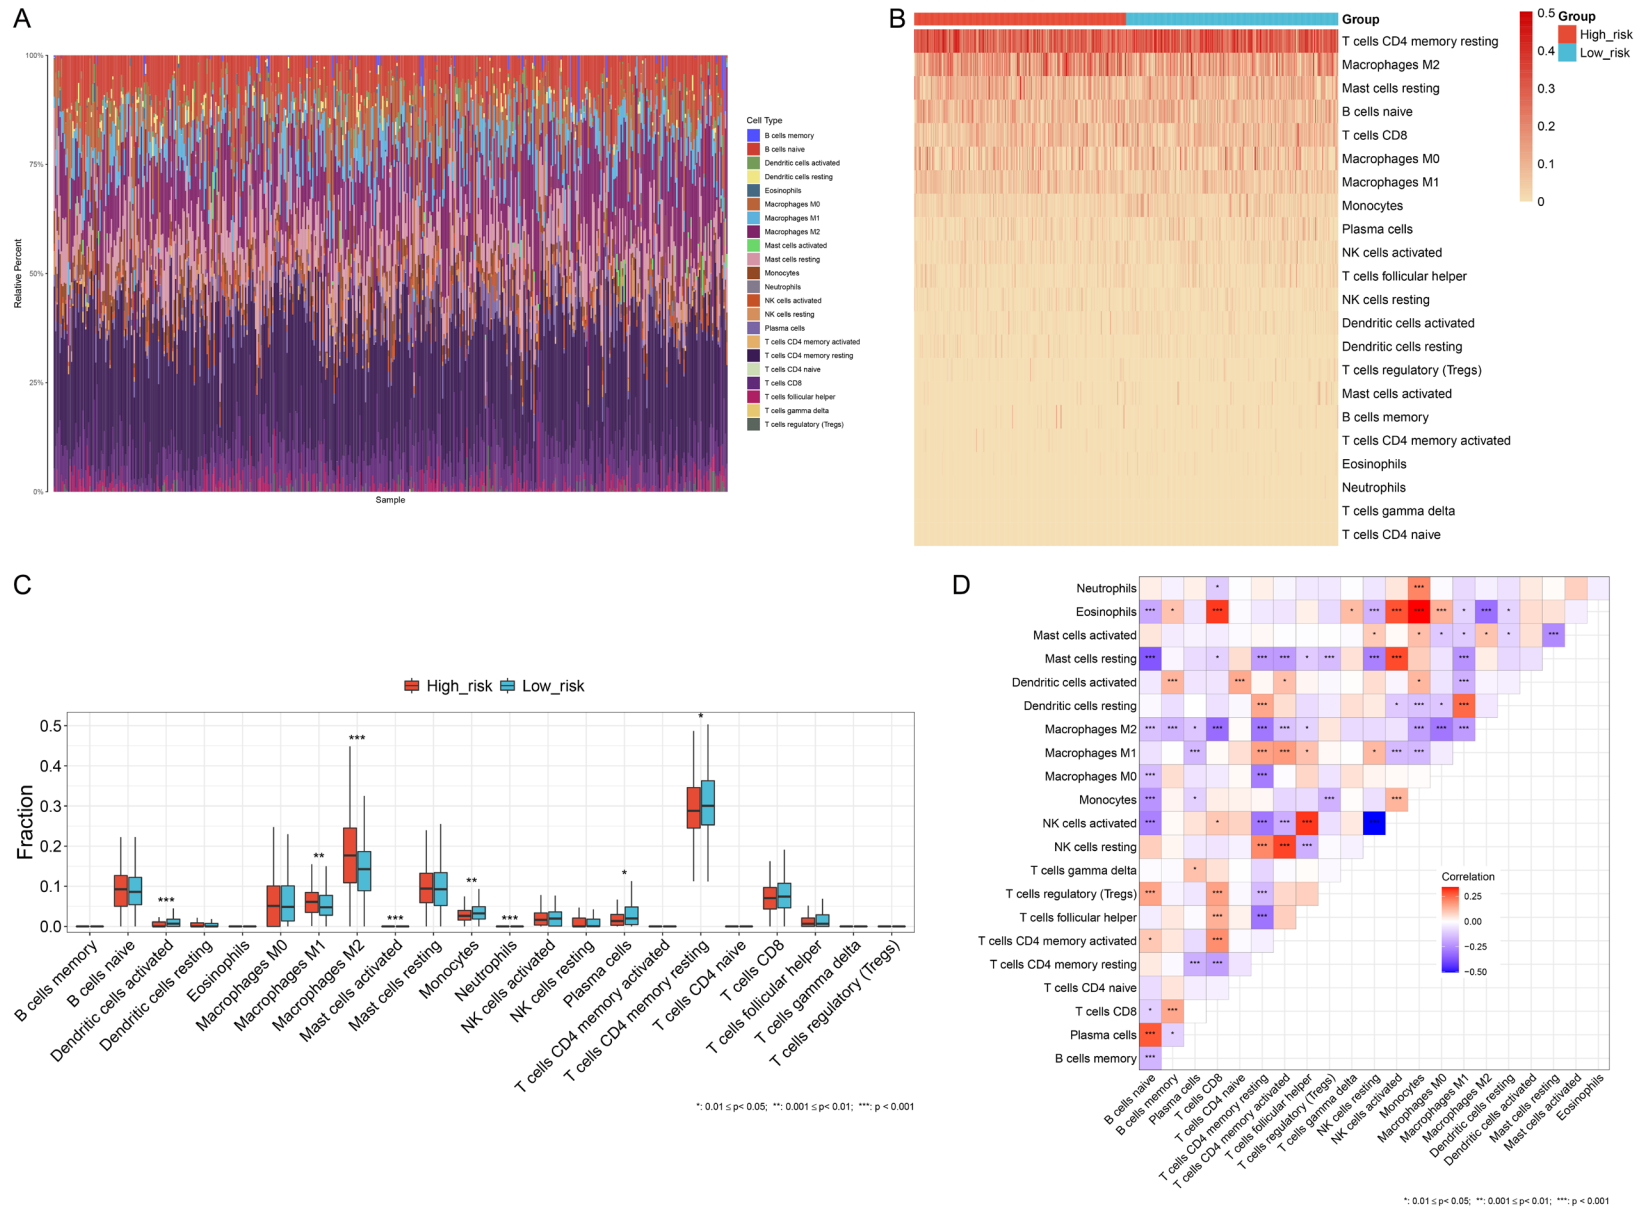 A
100%
75%
50%
25%
0%
Relative Percent
Sample
Cell Type
B cells memory
B cells naive
Dendritic cells activated
Dendritic cells resting
Eosinophils
Macrophages M0
Macrophages M1
Macrophages M2
Mast cells activated
Mast cells resting
Monocytes
Neutrophils
NK cells activated
NK cells resting
Plasma cells
T cells CD4 memory activated
T cells CD4 memory resting
T cells CD4 naive
T cells CD8
T cells follicular helper
T cells gamma delta
T cells regulatory (Tregs)
B
Group
T cells CD4 memory resting
Macrophages M2
Mast cells resting
B cells naive
T cells CD8
Macrophages M0
Macrophages M1
Monocytes
Plasma cells
NK cells activated
T cells follicular helper
NK cells resting
Dendritic cells activated
Dendritic cells resting
T cells regulatory (Tregs)
Mast cells activated
B cells memory
T cells CD4 memory activated
Eosinophils
Neutrophils
T cells gamma delta
T cells CD4 naive
0.5
0.4
0.3
0.2
0.1
0
Group
High_risk
Low_risk
C
High_risk
Low_risk
Fraction
0.5
0.4
0.3
0.2
0.1
0.0
***
**
***
***
**
***
*
*
B cells memory
B cells naive
Dendritic cells activated
Dendritic cells resting
Eosinophils
Macrophages M0
Macrophages M1
Macrophages M2
Mast cells activated
Mast cells resting
Monocytes
Neutrophils
NK cells activated
NK cells resting
Plasma cells
T cells CD4 memory activated
T cells CD4 memory resting
T cells CD4 naive
T cells CD8
T cells follicular helper
T cells gamma delta
T cells regulatory (Tregs)
*: 0.01 ≤ p< 0.05; **: 0.001 ≤ p< 0.01; ***: p < 0.001
D
Neutrophils * ***
Eosinophils *** * *** * *** *** *** *** * *** *
Mast cells activated * * * * * * ***
Mast cells resting *** * *** *** * *** *** *** ***
Dendritic cells activated *** *** * * ***
Dendritic cells resting *** * *** * ***
Macrophages M2 *** *** * *** *** *** * *** *** ***
Macrophages M1 *** *** *** * * *** ***
Macrophages M0 *** ***
Monocytes *** * *** ***
NK cells activated *** * *** *** *** ***
NK cells resting *** *** ***
T cells gamma delta *
T cells regulatory (Tregs) *** *** ***
T cells follicular helper *** ***
T cells CD4 memory activated * ***
T cells CD4 memory resting *** ***
T cells CD4 naive
T cells CD8 * ***
Plasma cells *** *
B cells memory ***
Correlation
0.25
0.00
−0.25
−0.50
B cells naive
B cells memory
Plasma cells
T cells CD8
T cells CD4 naive
T cells CD4 memory resting
T cells CD4 memory activated
T cells follicular helper
T cells regulatory (Tregs)
T cells gamma delta
NK cells resting
NK cells activated
Monocytes
Macrophages M0
Macrophages M1
Macrophages M2
Dendritic cells resting
Dendritic cells activated
Mast cells resting
Mast cells activated
Eosinophils
*: 0.01 ≤ p< 0.05; **: 0.001 ≤ p< 0.01; ***: p < 0.001